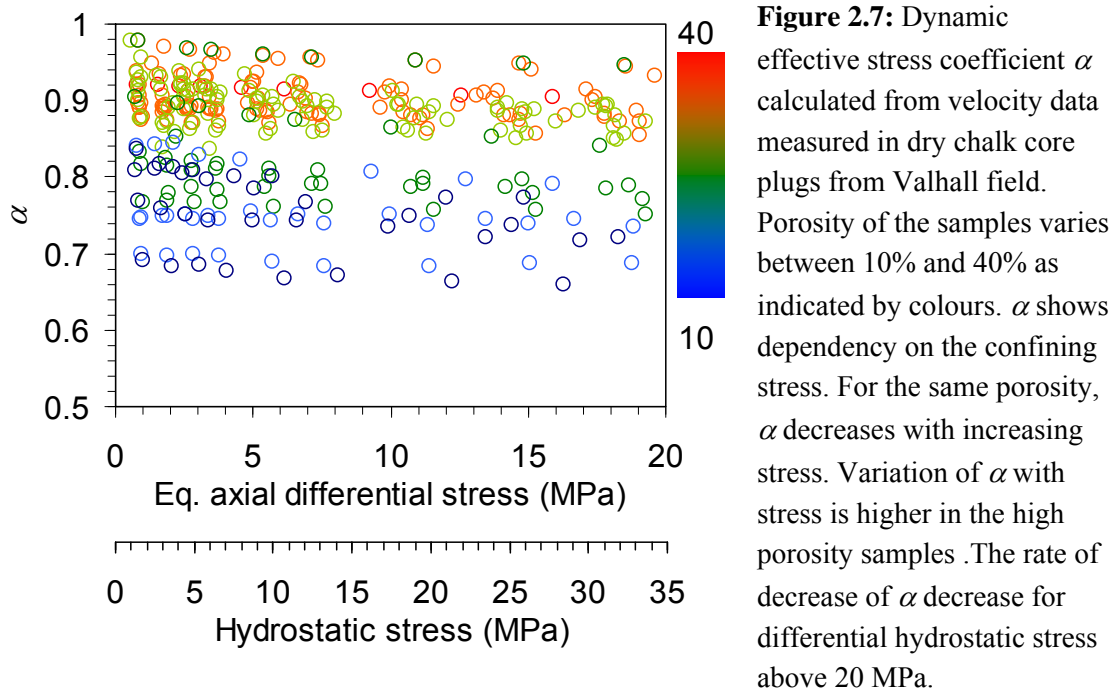 1
0.9
0.8
0.7
0.6
0.5
α
0 5 10 15 20
Eq. axial differential stress (MPa)
0 5 10 15 20 25 30 35
Hydrostatic stress (MPa)
40
10
Figure 2.7: Dynamic
effective stress coefficient α
calculated from velocity data
measured in dry chalk core
plugs from Valhall field.
Porosity of the samples varies
between 10% and 40% as
indicated by colours. α shows
dependency on the confining
stress. For the same porosity,
α decreases with increasing
stress. Variation of α with
stress is higher in the high
porosity samples .The rate of
decrease of α decrease for
differential hydrostatic stress
above 20 MPa.